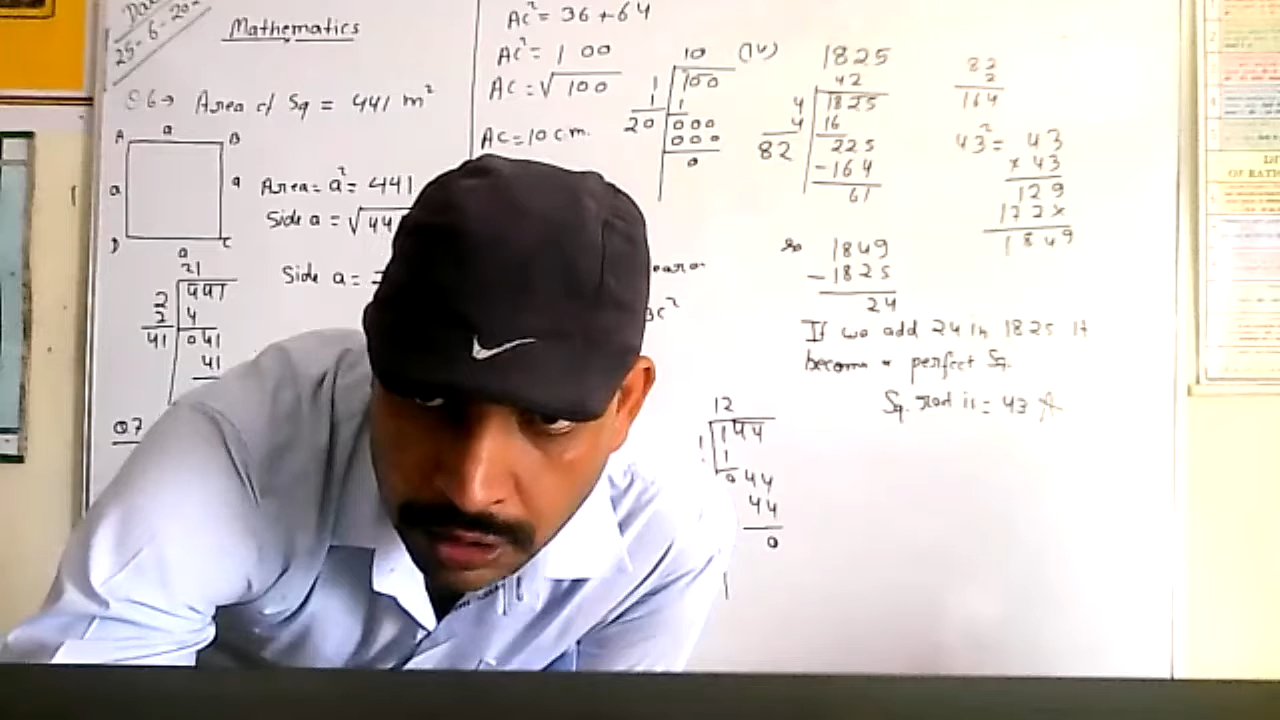 25-6-20
Mathematics
Area of Sq = 441 m²
a
A B
a a
D C
a
Area = a² = 441
Side a = √44
Side a =
21
2 441
2 4
41 041
41
Q7
AC² = 36+64
AC² = 100
AC = √100
AC = 10 cm.
10
1 100
1 1
20 000
000
0
BC²
12
1 144
1
044
44
0
(iv) 1825
42
4 1825
4 16
82 225
-164
61
82
2
164
43² = 43
× 43
129
172×
1849
so 1849
-1825
24
If we add 24 in 1825 it
become a perfect Sq.
Sq. root is = 43
OF RATIO